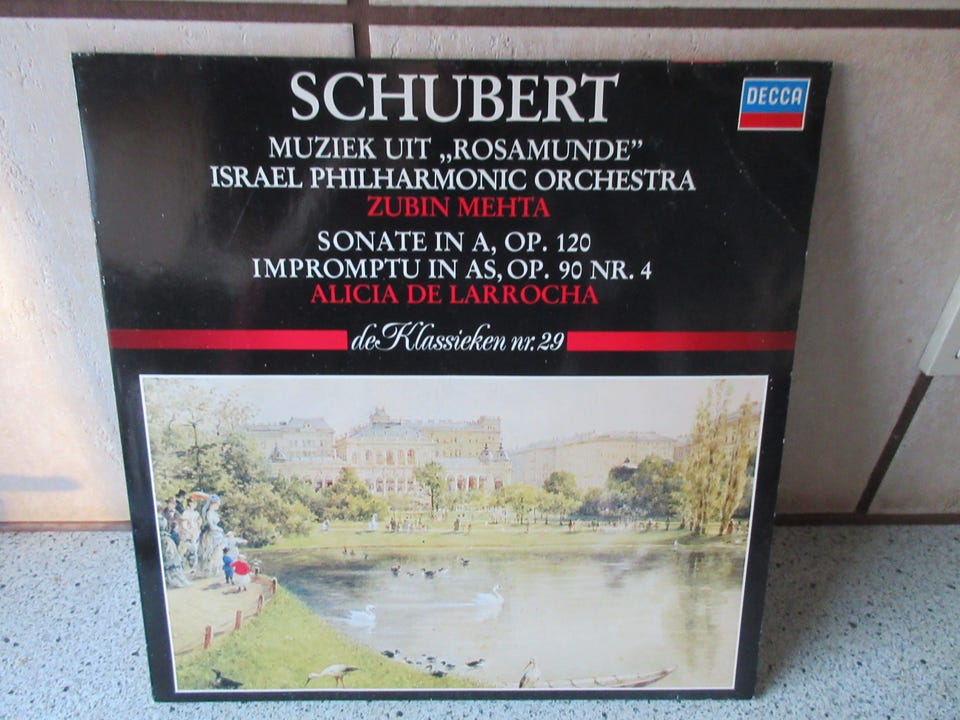 SCHUBERT
DECCA
MUZIEK UIT „ROSAMUNDE”
ISRAEL PHILHARMONIC ORCHESTRA
ZUBIN MEHTA
SONATE IN A, OP. 120
IMPROMPTU IN AS, OP. 90 NR. 4
ALICIA DE LARROCHA
de Klassieken nr. 29